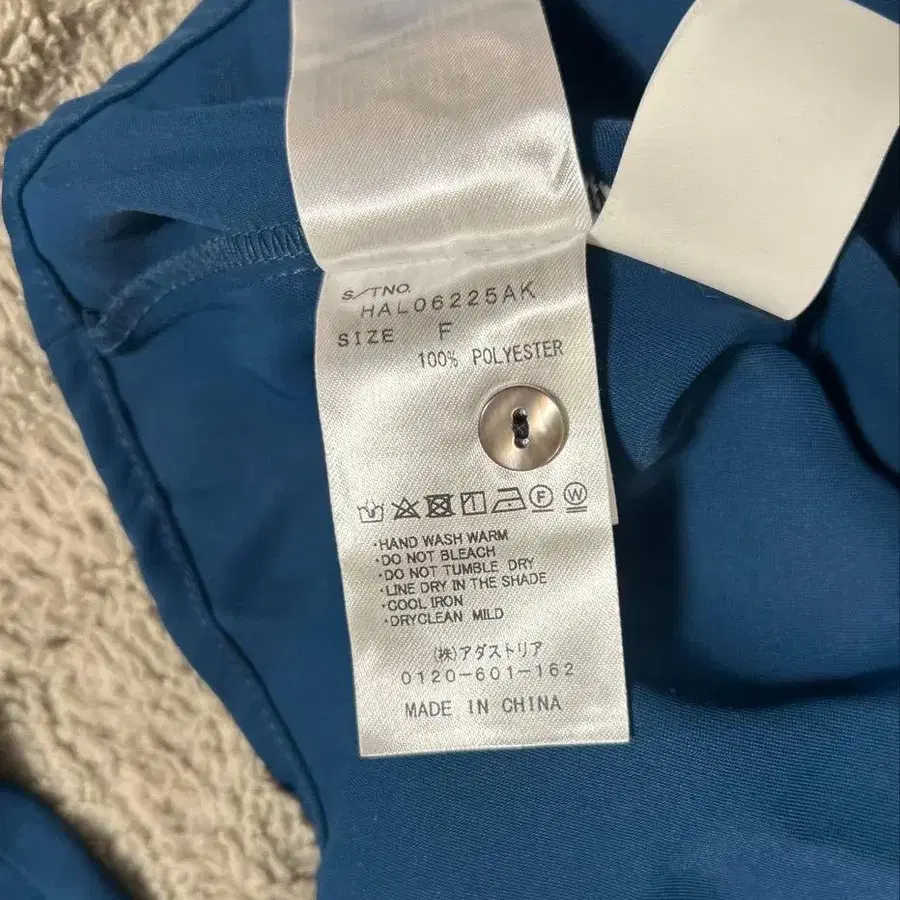 S/TNO.
HAL06225AK
SIZE F
100% POLYESTER
F W
・HAND WASH WARM
・DO NOT BLEACH
・DO NOT TUMBLE DRY
・LINE DRY IN THE SHADE
・COOL IRON
・DRYCLEAN MILD
(株)アダストリア
0120-601-162
MADE IN CHINA